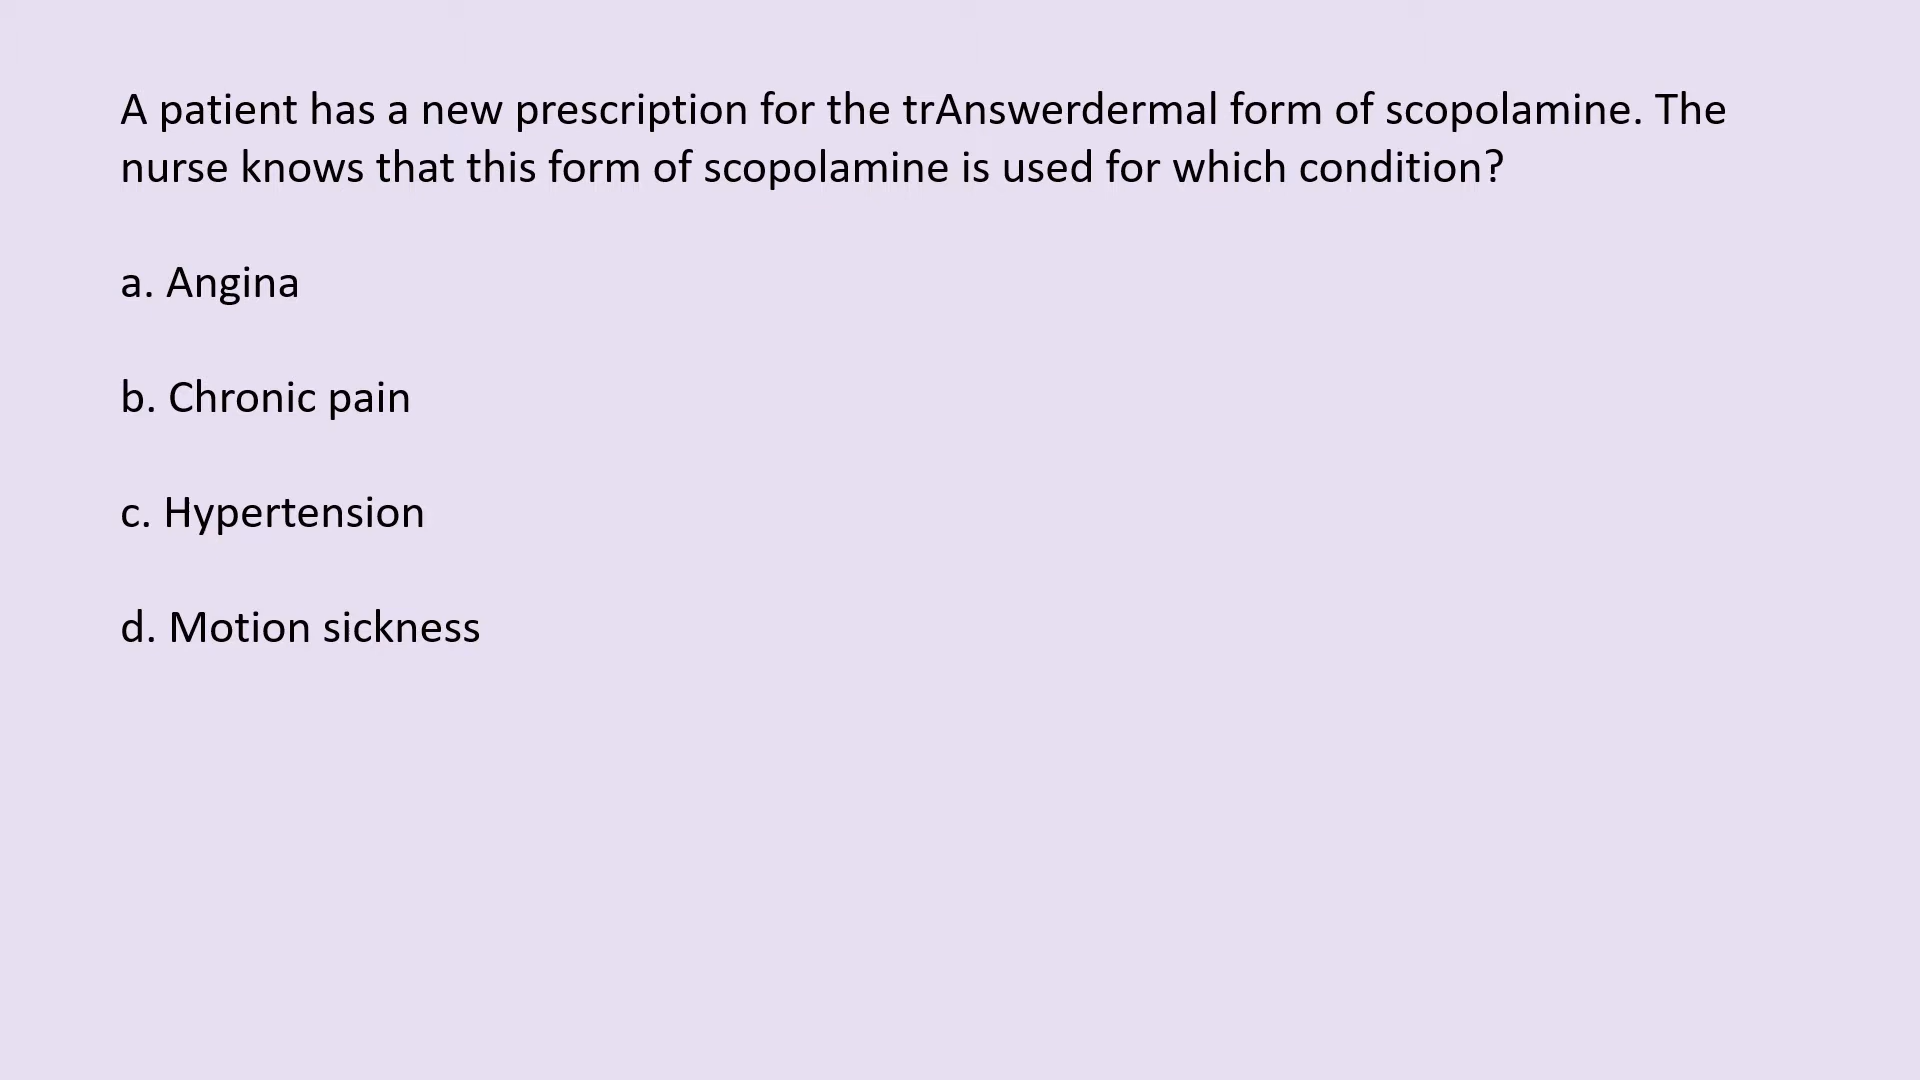 A patient has a new prescription for the trAnswerdermal form of scopolamine. The
nurse knows that this form of scopolamine is used for which condition?
a. Angina
b. Chronic pain
c. Hypertension
d. Motion sickness